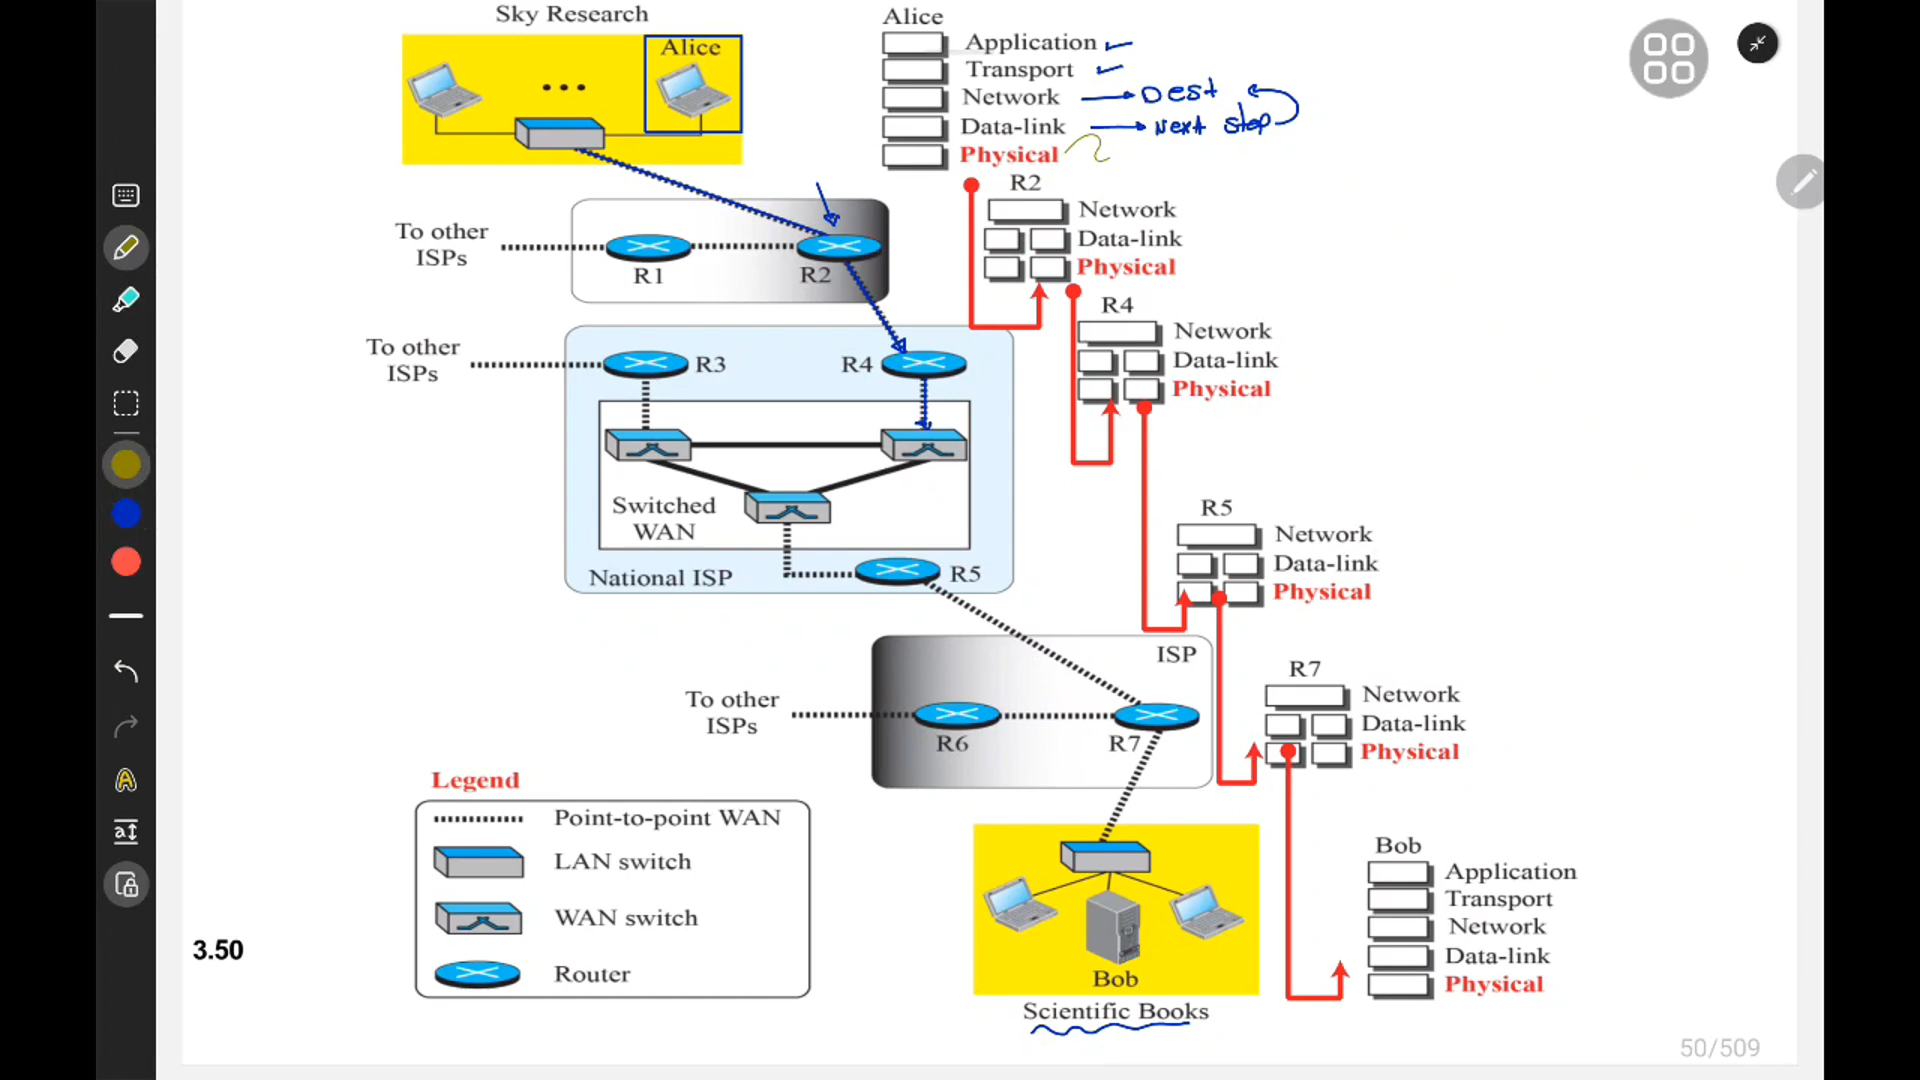 Sky Research
Alice
To other
ISPs
R1
R2
To other
ISPs
R3
R4
Switched
WAN
National ISP
R5
ISP
To other
ISPs
R6
R7
Bob
Scientific Books
Alice
Application
Transport
Network → Dest
Data-link → Next stop
Physical
R2
Network
Data-link
Physical
R4
Network
Data-link
Physical
R5
Network
Data-link
Physical
R7
Network
Data-link
Physical
Bob
Application
Transport
Network
Data-link
Physical
Legend
Point-to-point WAN
LAN switch
WAN switch
Router
3.50
50/509